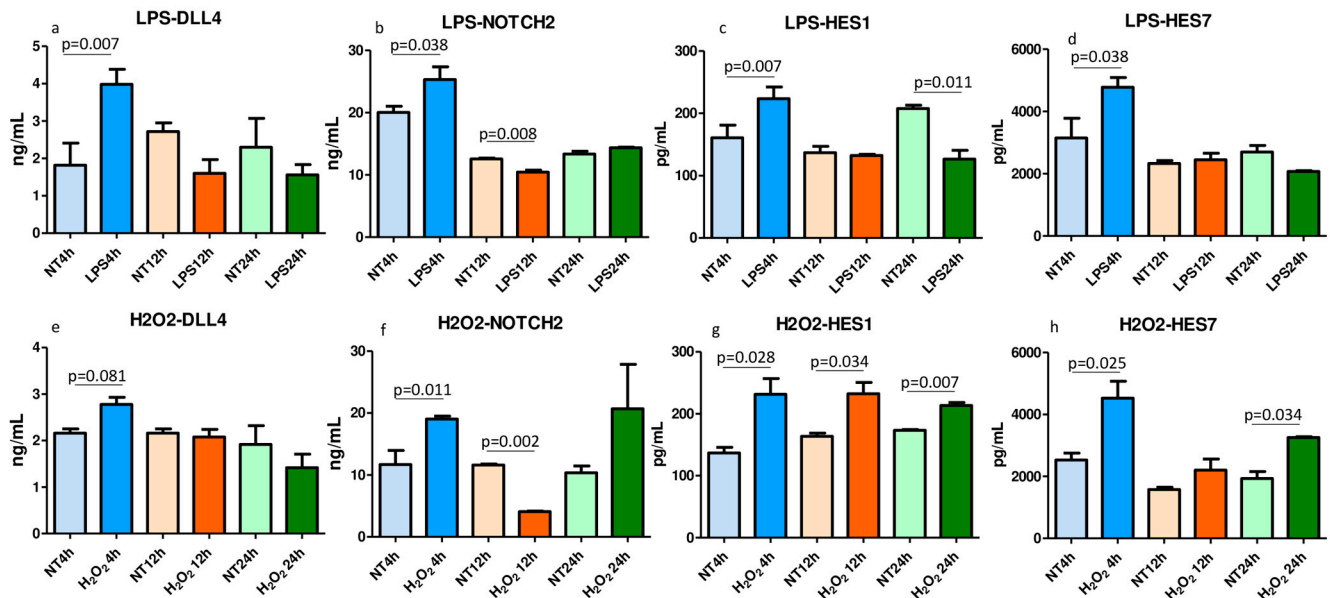 LPS-DLL4
a
p=0.007
ng/mL
5
4
3
2
1
0
NT4h
LPS4h
NT12h
LPS12h
NT24h
LPS24h
LPS-NOTCH2
b
p=0.038
p=0.008
ng/mL
30
20
10
0
NT4h
LPS4h
NT12h
LPS12h
NT24h
LPS24h
LPS-HES1
c
p=0.007
p=0.011
pg/mL
300
200
100
0
NT4h
LPS4h
NT12h
LPS12h
NT24h
LPS24h
LPS-HES7
d
p=0.038
pg/mL
6000
4000
2000
0
NT4h
LPS4h
NT12h
LPS12h
NT24h
LPS24h
H2O2-DLL4
e
p=0.081
ng/mL
4
3
2
1
0
NT4h
H₂O₂ 4h
NT12h
H₂O₂ 12h
NT24h
H₂O₂ 24h
H2O2-NOTCH2
f
p=0.011
p=0.002
ng/mL
30
20
10
0
NT4h
H₂O₂ 4h
NT12h
H₂O₂ 12h
NT24h
H₂O₂ 24h
H2O2-HES1
g
p=0.028
p=0.034
p=0.007
pg/mL
300
200
100
0
NT4h
H₂O₂ 4h
NT12h
H₂O₂ 12h
NT24h
H₂O₂ 24h
H2O2-HES7
h
p=0.025
p=0.034
pg/mL
6000
4000
2000
0
NT4h
H₂O₂ 4h
NT12h
H₂O₂ 12h
NT24h
H₂O₂ 24h